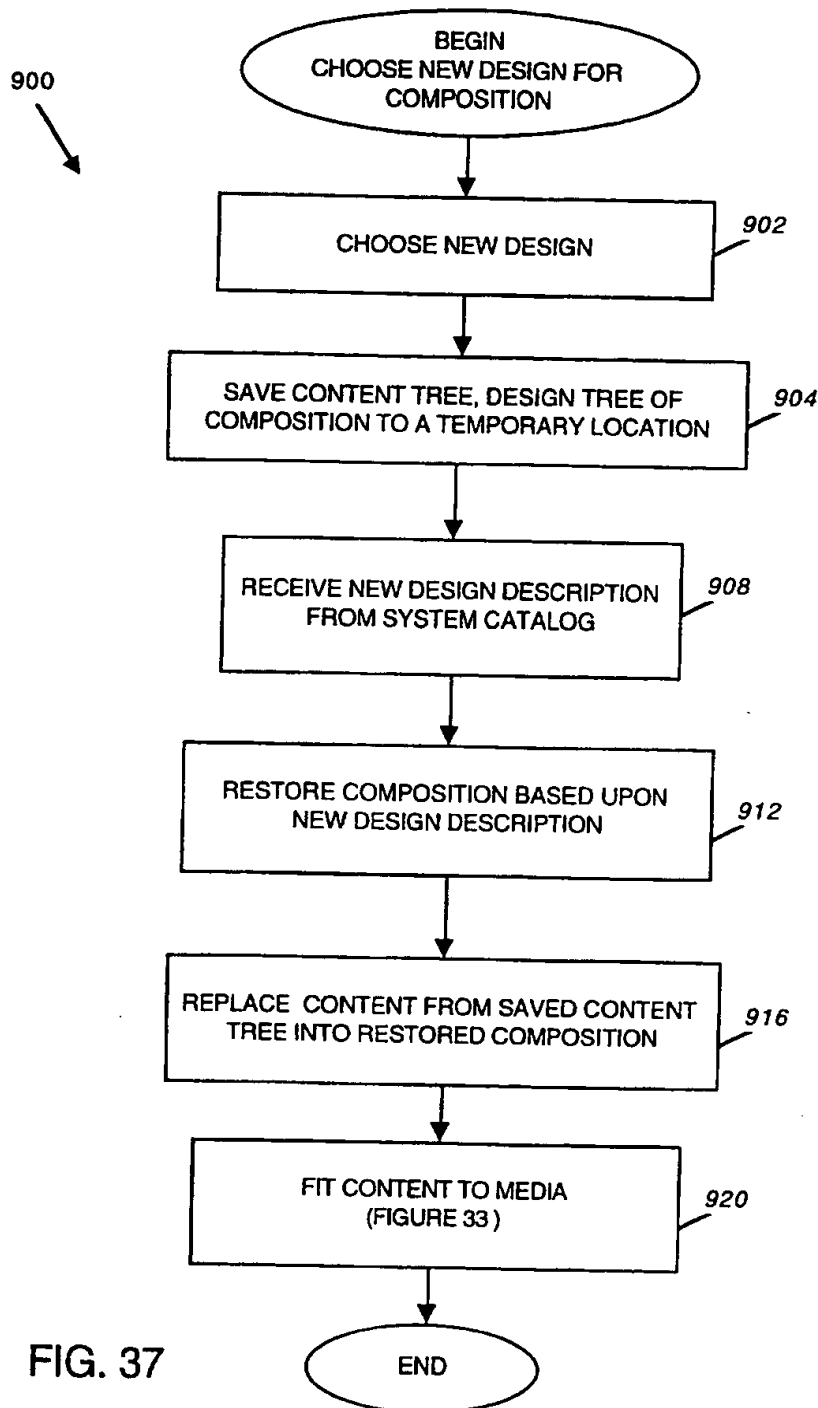 900
BEGIN
CHOOSE NEW DESIGN FOR
COMPOSITION
CHOOSE NEW DESIGN
902
SAVE CONTENT TREE, DESIGN TREE OF
COMPOSITION TO A TEMPORARY LOCATION
904
RECEIVE NEW DESIGN DESCRIPTION
FROM SYSTEM CATALOG
908
RESTORE COMPOSITION BASED UPON
NEW DESIGN DESCRIPTION
912
REPLACE CONTENT FROM SAVED CONTENT
TREE INTO RESTORED COMPOSITION
916
FIT CONTENT TO MEDIA
(FIGURE 33 )
920
END
FIG. 37